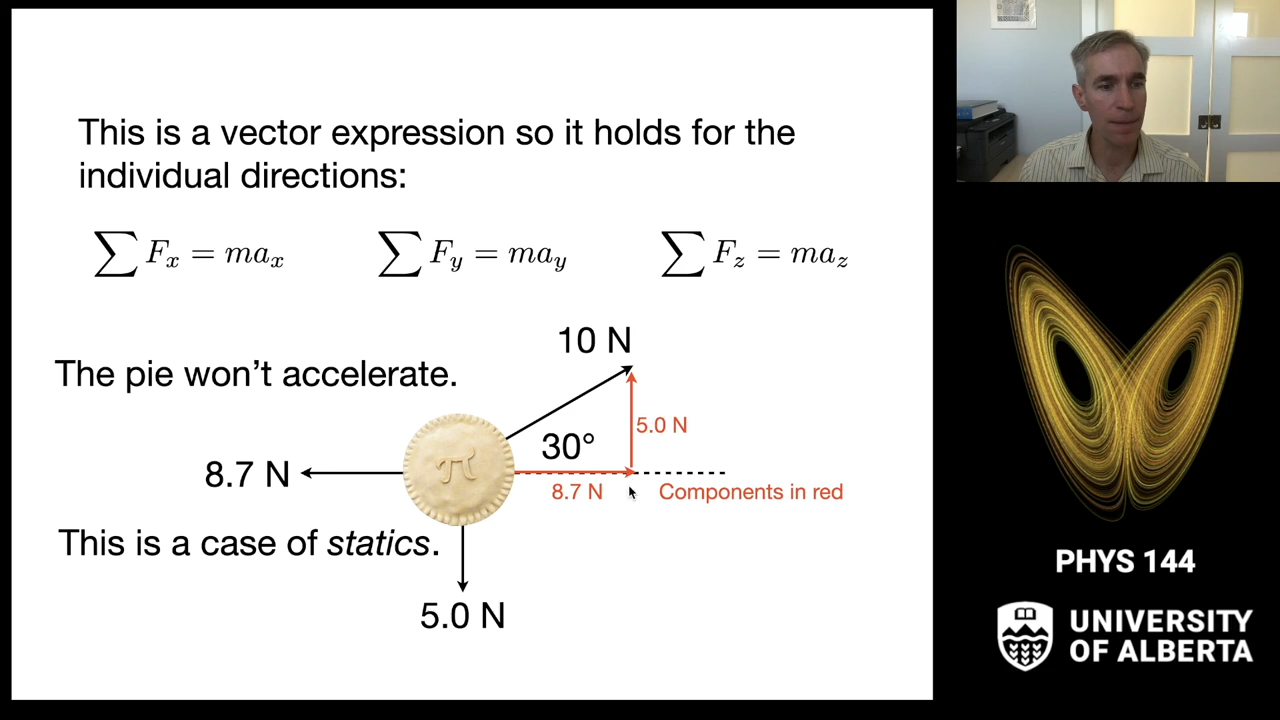 This is a vector expression so it holds for the
individual directions:
∑ Fₓ = maₓ ∑ F_y = ma_y ∑ F_z = ma_z
10 N
The pie won't accelerate.
5.0 N
30°
π
8.7 N
8.7 N
Components in red
This is a case of statics.
5.0 N
PHYS 144
UNIVERSITY
OF ALBERTA